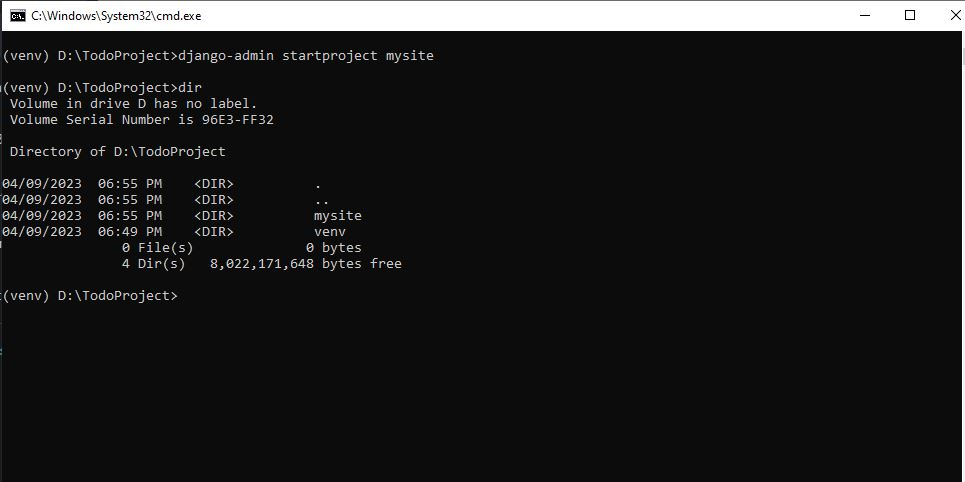 C:\Windows\System32\cmd.exe
(venv) D:\TodoProject>django-admin startproject mysite
(venv) D:\TodoProject>dir
Volume in drive D has no label.
Volume Serial Number is 96E3-FF32
Directory of D:\TodoProject
04/09/2023  06:55 PM    <DIR>          .
04/09/2023  06:55 PM    <DIR>          ..
04/09/2023  06:55 PM    <DIR>          mysite
04/09/2023  06:49 PM    <DIR>          venv
0 File(s)              0 bytes
4 Dir(s)   8,022,171,648 bytes free
(venv) D:\TodoProject>